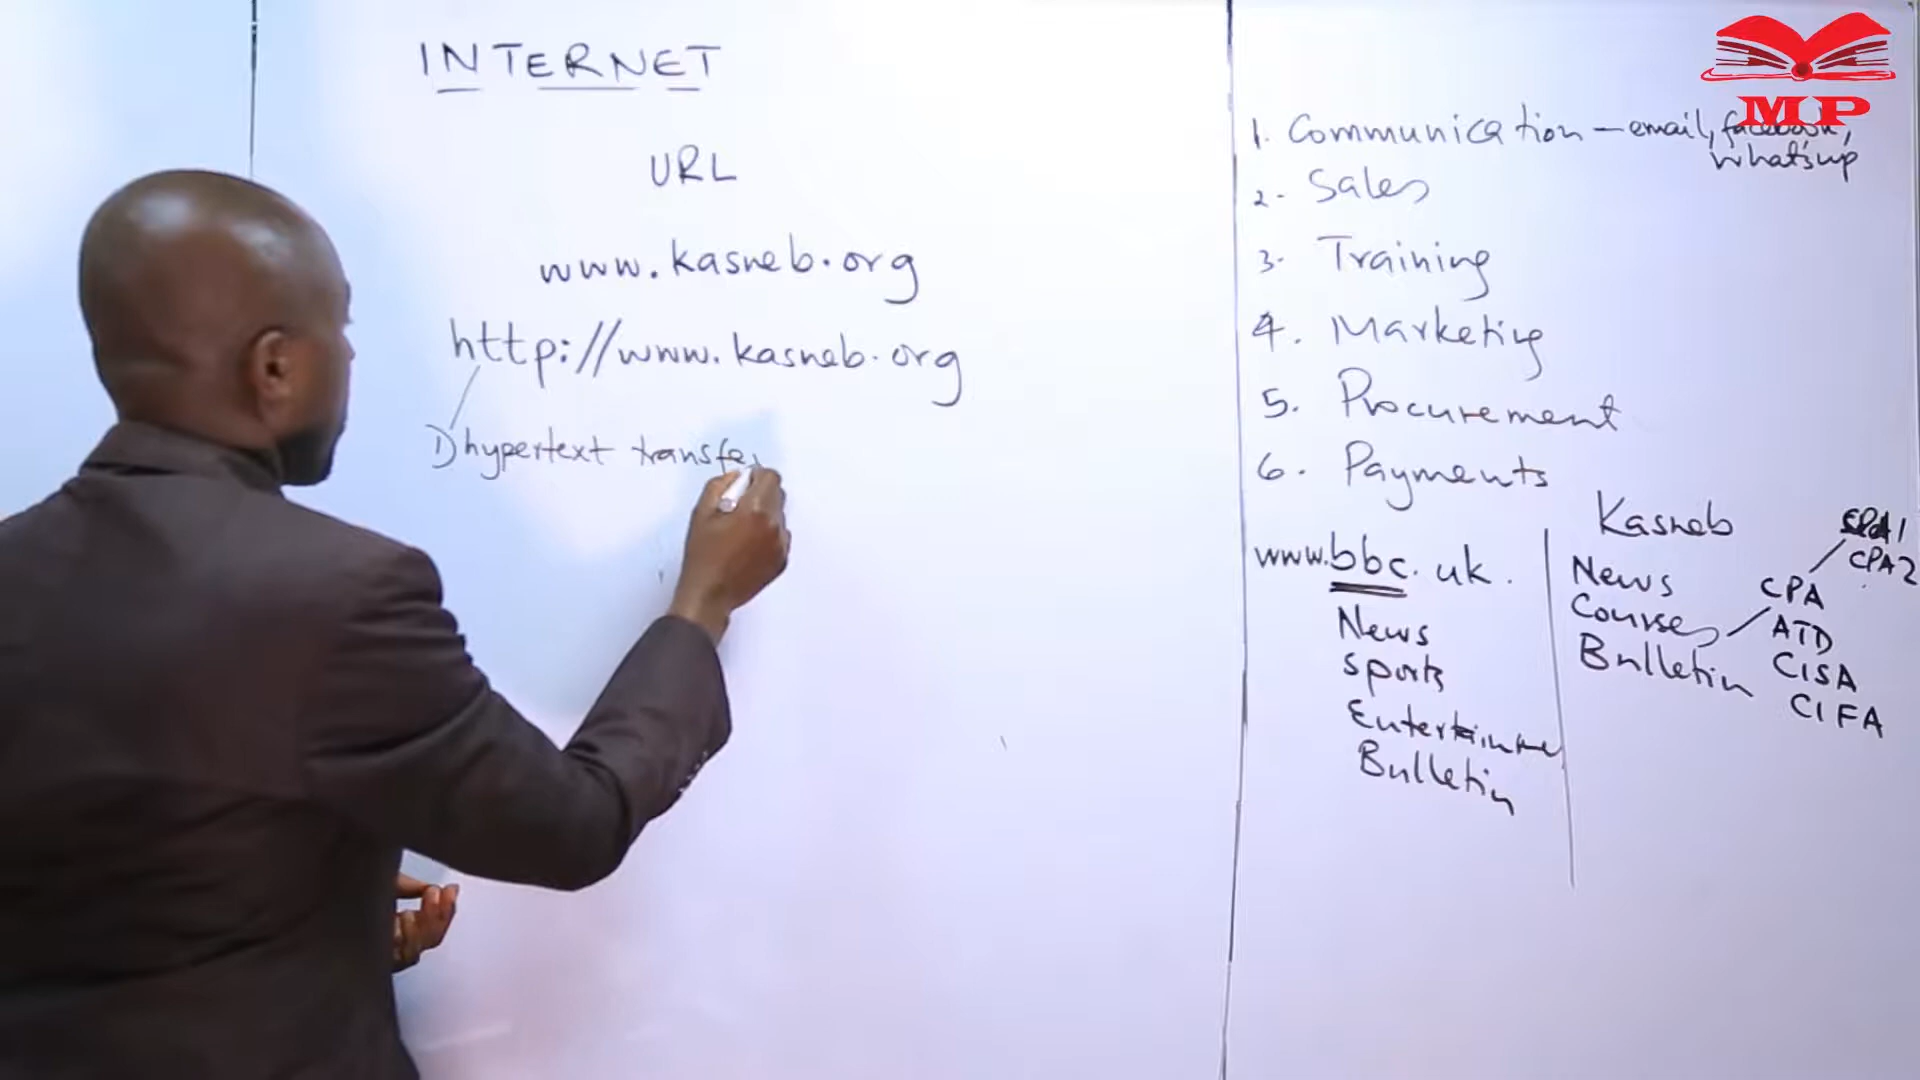 INTERNET
URL
www.kasneb.org
http://www.kasneb.org
1) hypertext transfe
MP
1. Communication – email, facebook,
whatsup
2. Sales
3. Training
4. Marketing
5. Procurement
6. Payments
www.bbc.uk.
News
Sports
Bulletin
Kasneb
News
Courses
Bulletin
CPA
ATD
CISA
CIFA
CPA2